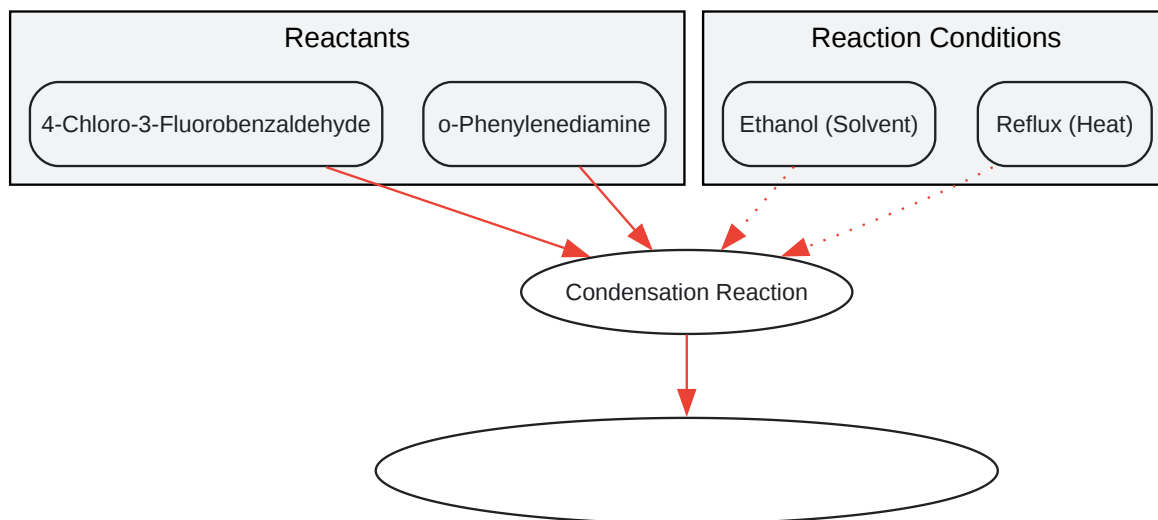 Reactants
Reaction Conditions
4-Chloro-3-Fluorobenzaldehyde
o-Phenylenediamine
Ethanol (Solvent)
Reflux (Heat)
Condensation Reaction